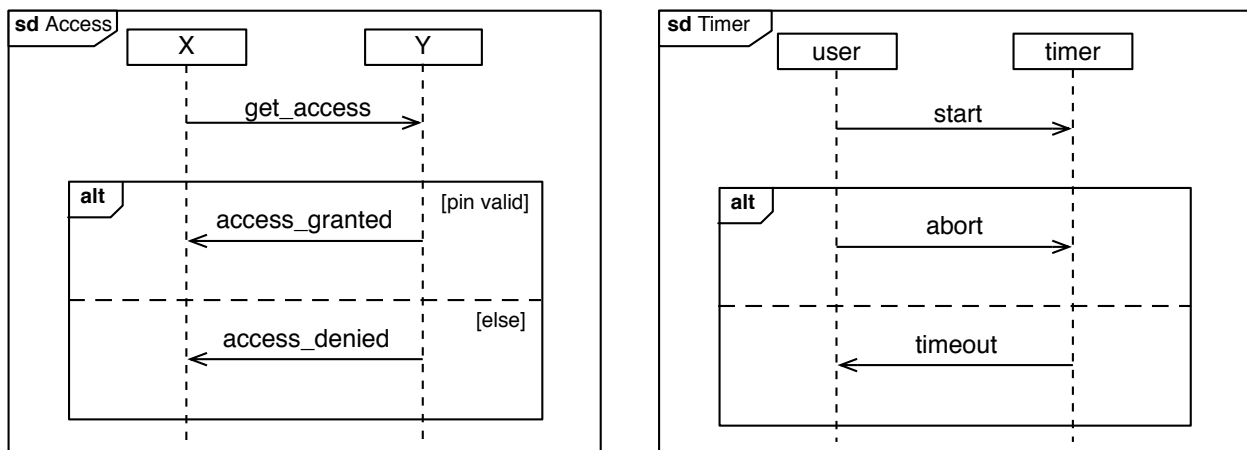 sd Access
X
Y
get_access
alt
[pin valid]
access_granted
[else]
access_denied
sd Timer
user
timer
start
alt
abort
timeout